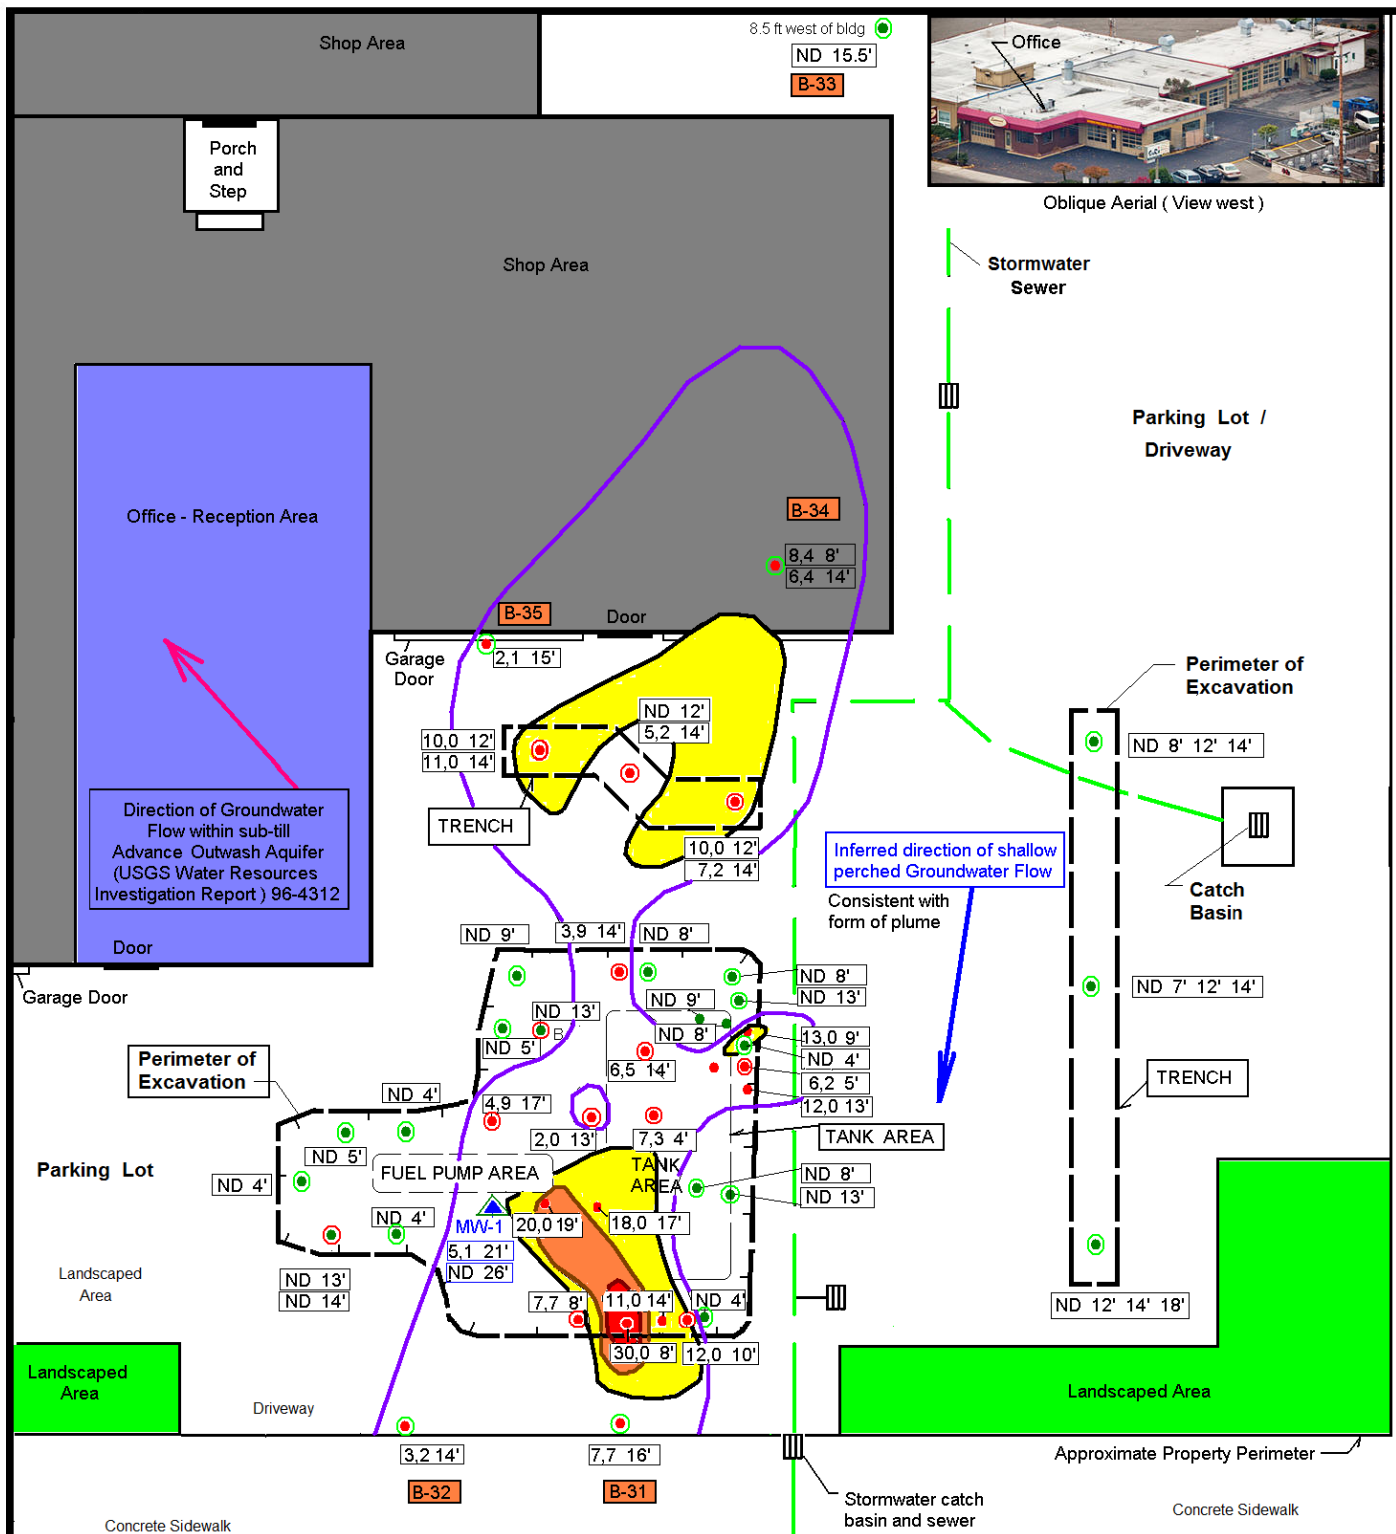 8.5 ft west of bldg
ND 15.5'
B-33
Shop Area
Office
Porch
and
Step
Oblique Aerial ( View west )
Shop Area
Stormwater
Sewer
Parking Lot /
Driveway
Office - Reception Area
B-34
8,4 8'
6,4 14'
B-35
Door
2,1 15'
Garage
Door
Perimeter of
Excavation
ND 12'
5,2 14'
10,0 12'
11,0 14'
ND 8' 12' 14'
TRENCH
Direction of Groundwater
Flow within sub-till
Advance Outwash Aquifer
(USGS Water Resources
Investigation Report ) 96-4312
10,0 12'
7,2 14'
Inferred direction of shallow
perched Groundwater Flow
Consistent with
form of plume
Catch
Basin
Door
Garage Door
ND 9'
3,9 14'
ND 8'
ND 8'
ND 13'
ND 7' 12' 14'
ND 9'
ND 13'
B
ND 8'
ND 5'
13,0 9'
ND 4'
6,2 5'
12,0 13'
6,5 14'
Perimeter of
Excavation
TRENCH
ND 4'
4,9 17'
2,0 13'
7,3 4'
TANK AREA
ND 5'
Parking Lot
ND 4'
FUEL PUMP AREA
TANK
AREA
ND 8'
ND 13'
ND 4'
MW-1
20,0 19'
18,0 17'
5,1 21'
ND 26'
Landscaped
Area
ND 13'
ND 14'
7,7 8'
11,0 14'
ND 4'
ND 12' 14' 18'
30,0 8'
12,0 10'
Landscaped
Area
Landscaped Area
Driveway
3,2 14'
7,7 16'
Approximate Property Perimeter
B-32
B-31
Stormwater catch
basin and sewer
Concrete Sidewalk
Concrete Sidewalk